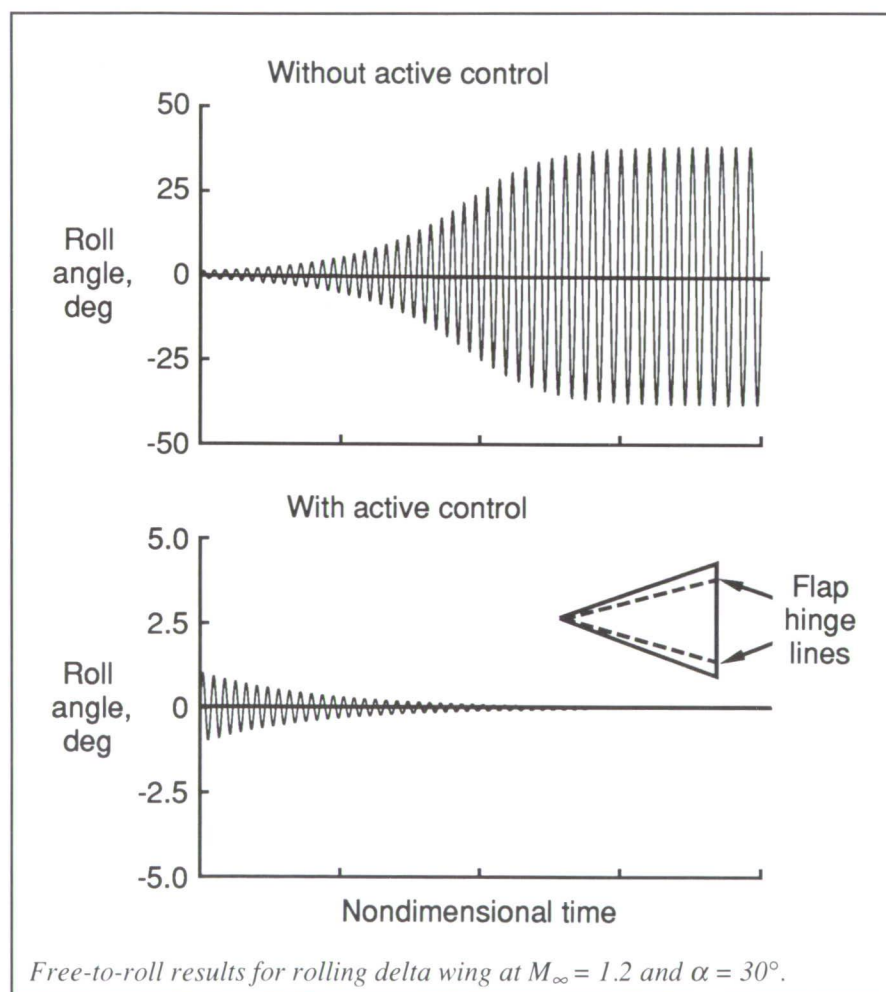 Without active control
50
25
Roll
angle,
deg
0
-25
-50
With active control
5.0
2.5
Roll
angle,
deg
0
-2.5
-5.0
Flap
hinge
lines
Nondimensional time
Free-to-roll results for rolling delta wing at M∞ = 1.2 and α = 30°.